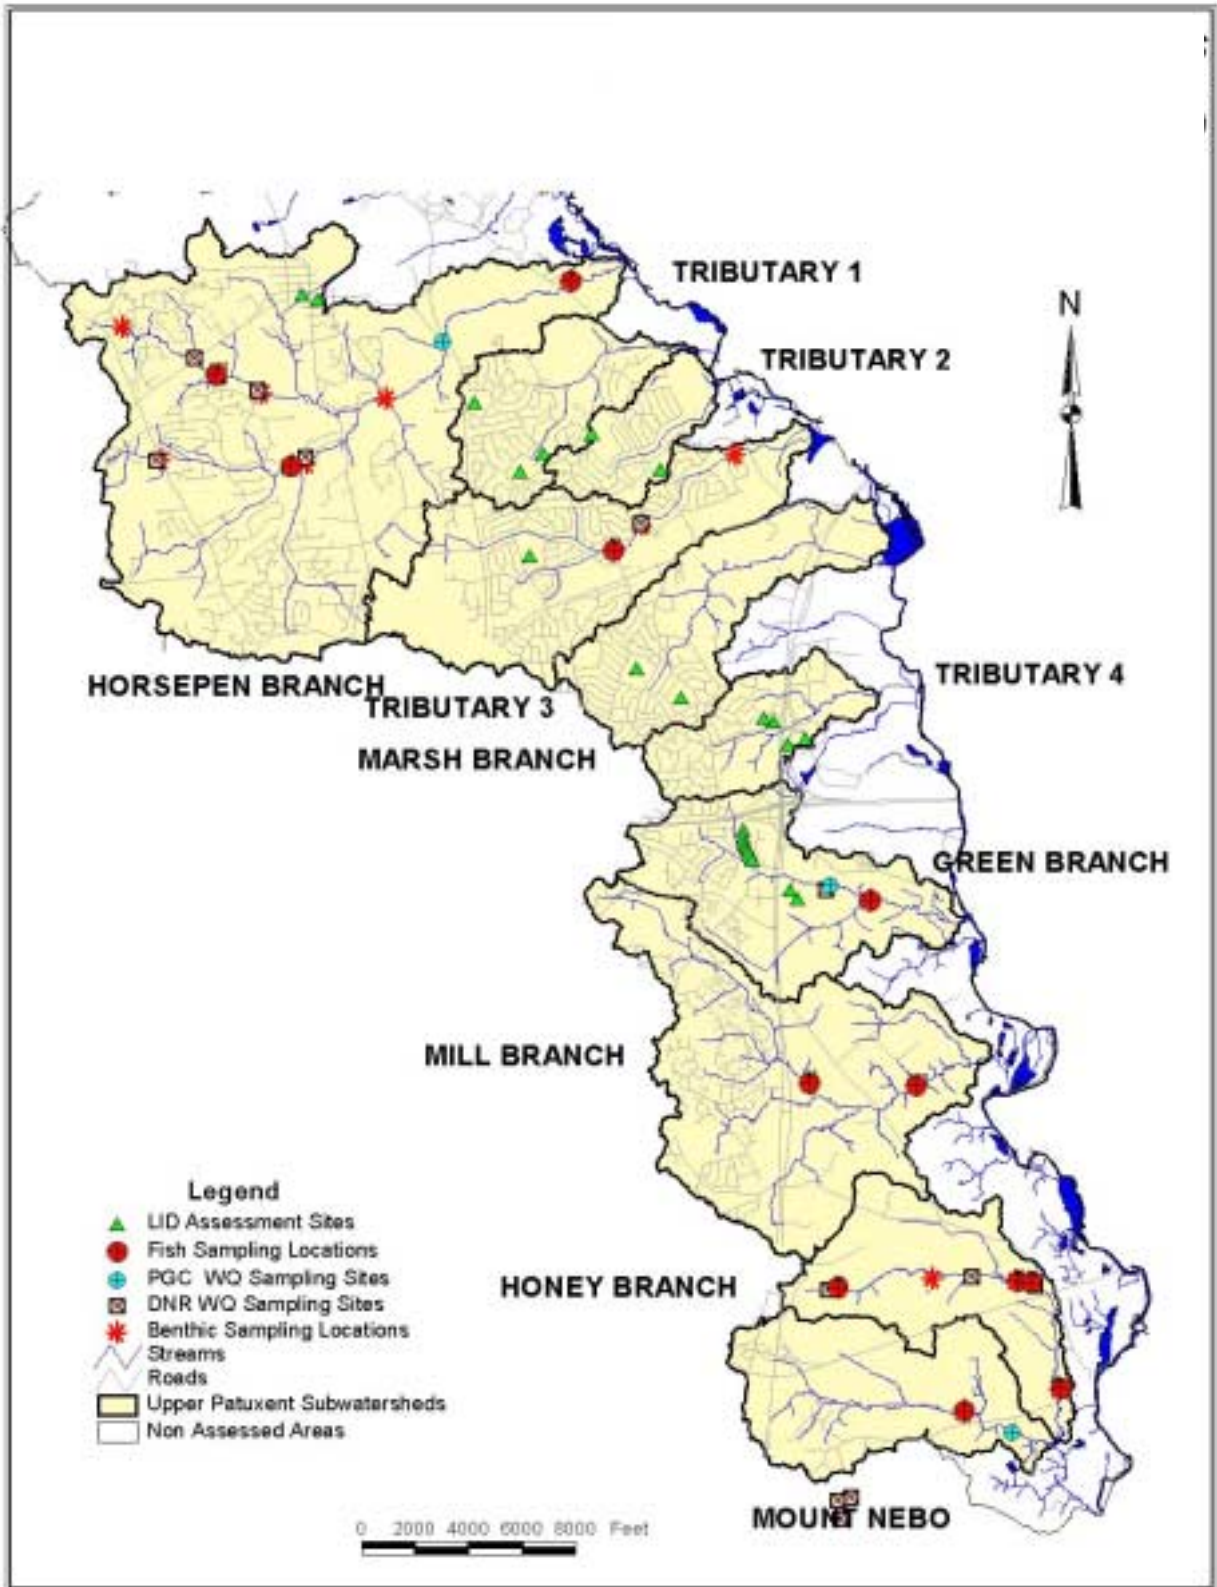 TRIBUTARY 1
N
TRIBUTARY 2
HORSEPEN BRANCH
TRIBUTARY 3
TRIBUTARY 4
MARSH BRANCH
GREEN BRANCH
MILL BRANCH
HONEY BRANCH
MOUNT NEBO
Legend
LID Assessment Sites
Fish Sampling Locations
PGC WQ Sampling Sites
DNR WQ Sampling Sites
Benthic Sampling Locations
Streams
Roads
Upper Patuxent Subwatersheds
Non Assessed Areas
0 2000 4000 6000 8000 Feet